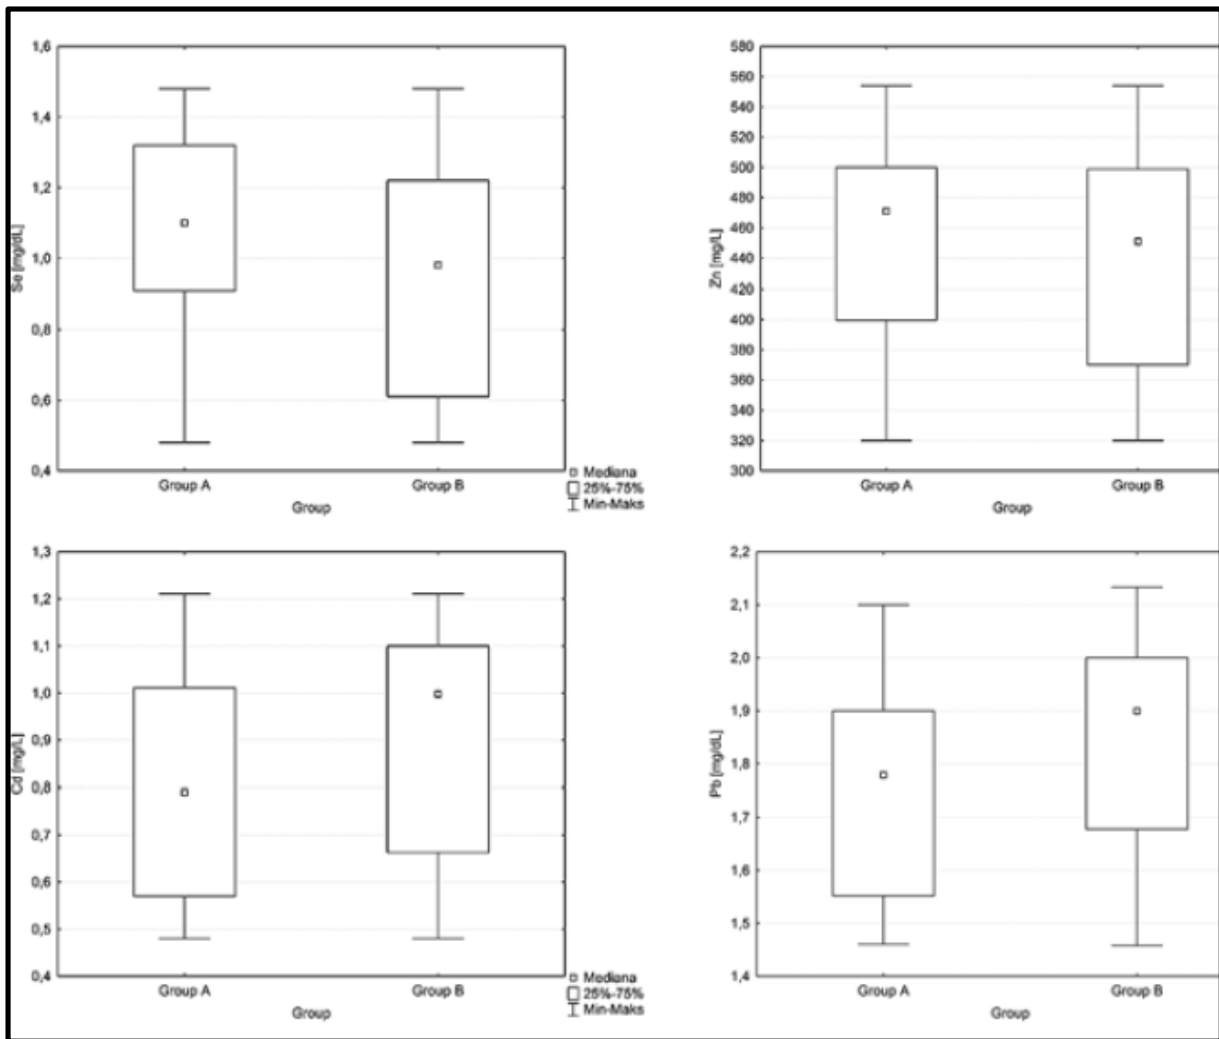 1,6
1,4
1,2
1,0
0,8
0,6
0,4
Se [mg/dL]
Group A Group B
Group
Mediana
25%-75%
Min-Maks
580
560
540
520
500
480
460
440
420
400
380
360
340
320
300
Zn [mg/L]
Group A Group B
Group
1,3
1,2
1,1
1,0
0,9
0,8
0,7
0,6
0,5
0,4
Cd [mg/L]
Group A Group B
Group
Mediana
25%-75%
Min-Maks
2,2
2,1
2,0
1,9
1,8
1,7
1,6
1,5
1,4
Pb [mg/dL]
Group A Group B
Group